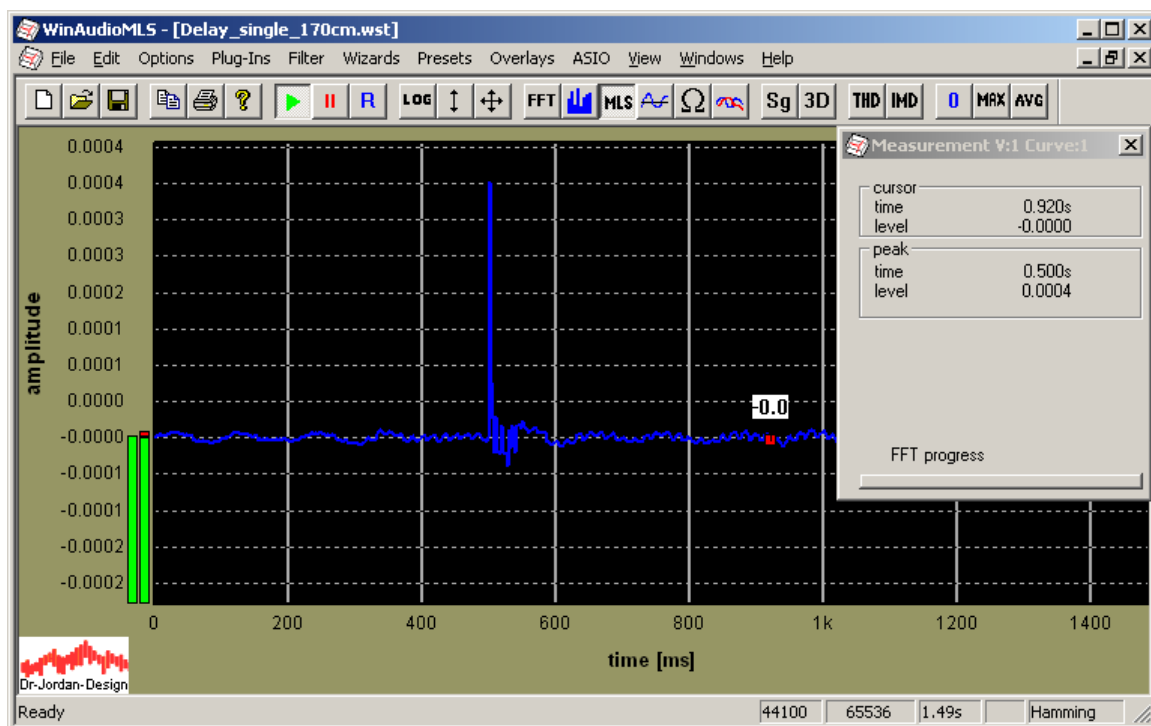 WinAudioMLS - [Delay_single_170cm.wst]
File Edit Options Plug-Ins Filter Wizards Presets Overlays ASIO View Windows Help
R LOG FFT MLS Ω Sg 3D THD IMD 0 MAX AVG
Measurement V:1 Curve:1
cursor
time 0.920s
level -0.0000
peak
time 0.500s
level 0.0004
FFT progress
amplitude
0.0004
0.0004
0.0003
0.0003
0.0002
0.0001
0.0001
0.0000
-0.0000
-0.0001
-0.0001
-0.0002
-0.0002
-0.0
0 200 400 600 800 1k 1200 1400
time [ms]
Dr-Jordan-Design
Ready 44100 65536 1.49s Hamming